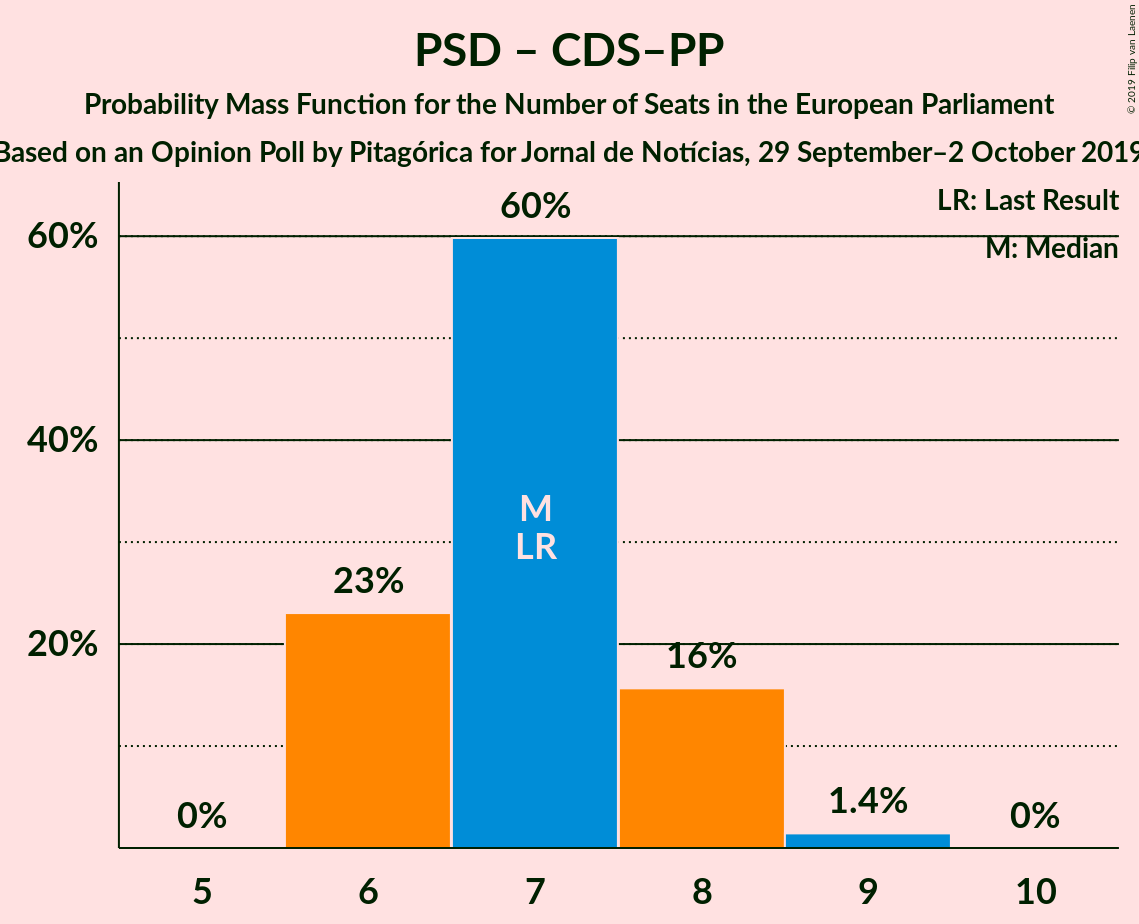 PSD – CDS–PP
Probability Mass Function for the Number of Seats in the European Parliament
Based on an Opinion Poll by Pitagórica for Jornal de Notícias, 29 September–2 October 2019
© 2019 Filip van Laenen
LR: Last Result
M: Median
60%
40%
20%
0%
23%
60%
M
LR
16%
1.4%
0%
5
6
7
8
9
10